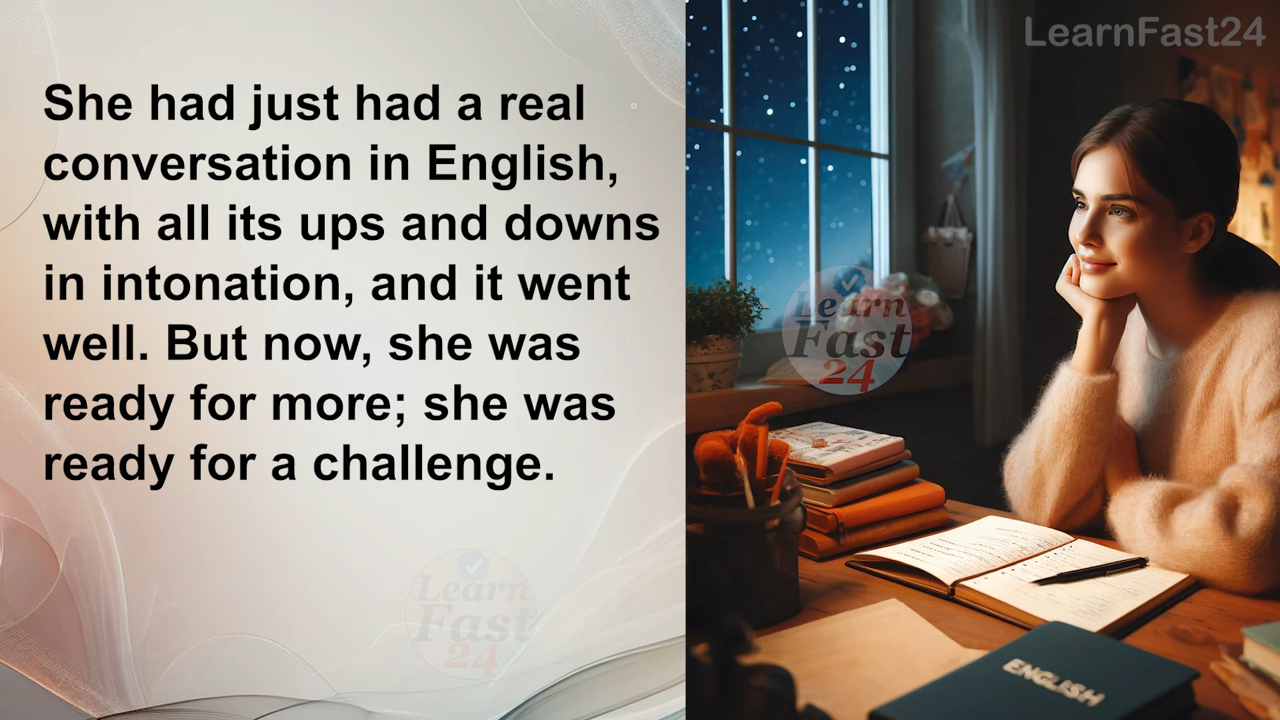 LearnFast24
She had just had a real
conversation in English,
with all its ups and downs
in intonation, and it went
well. But now, she was
ready for more; she was
ready for a challenge.
Learn
Fast
24
Learn
Fast
24
ENGLISH